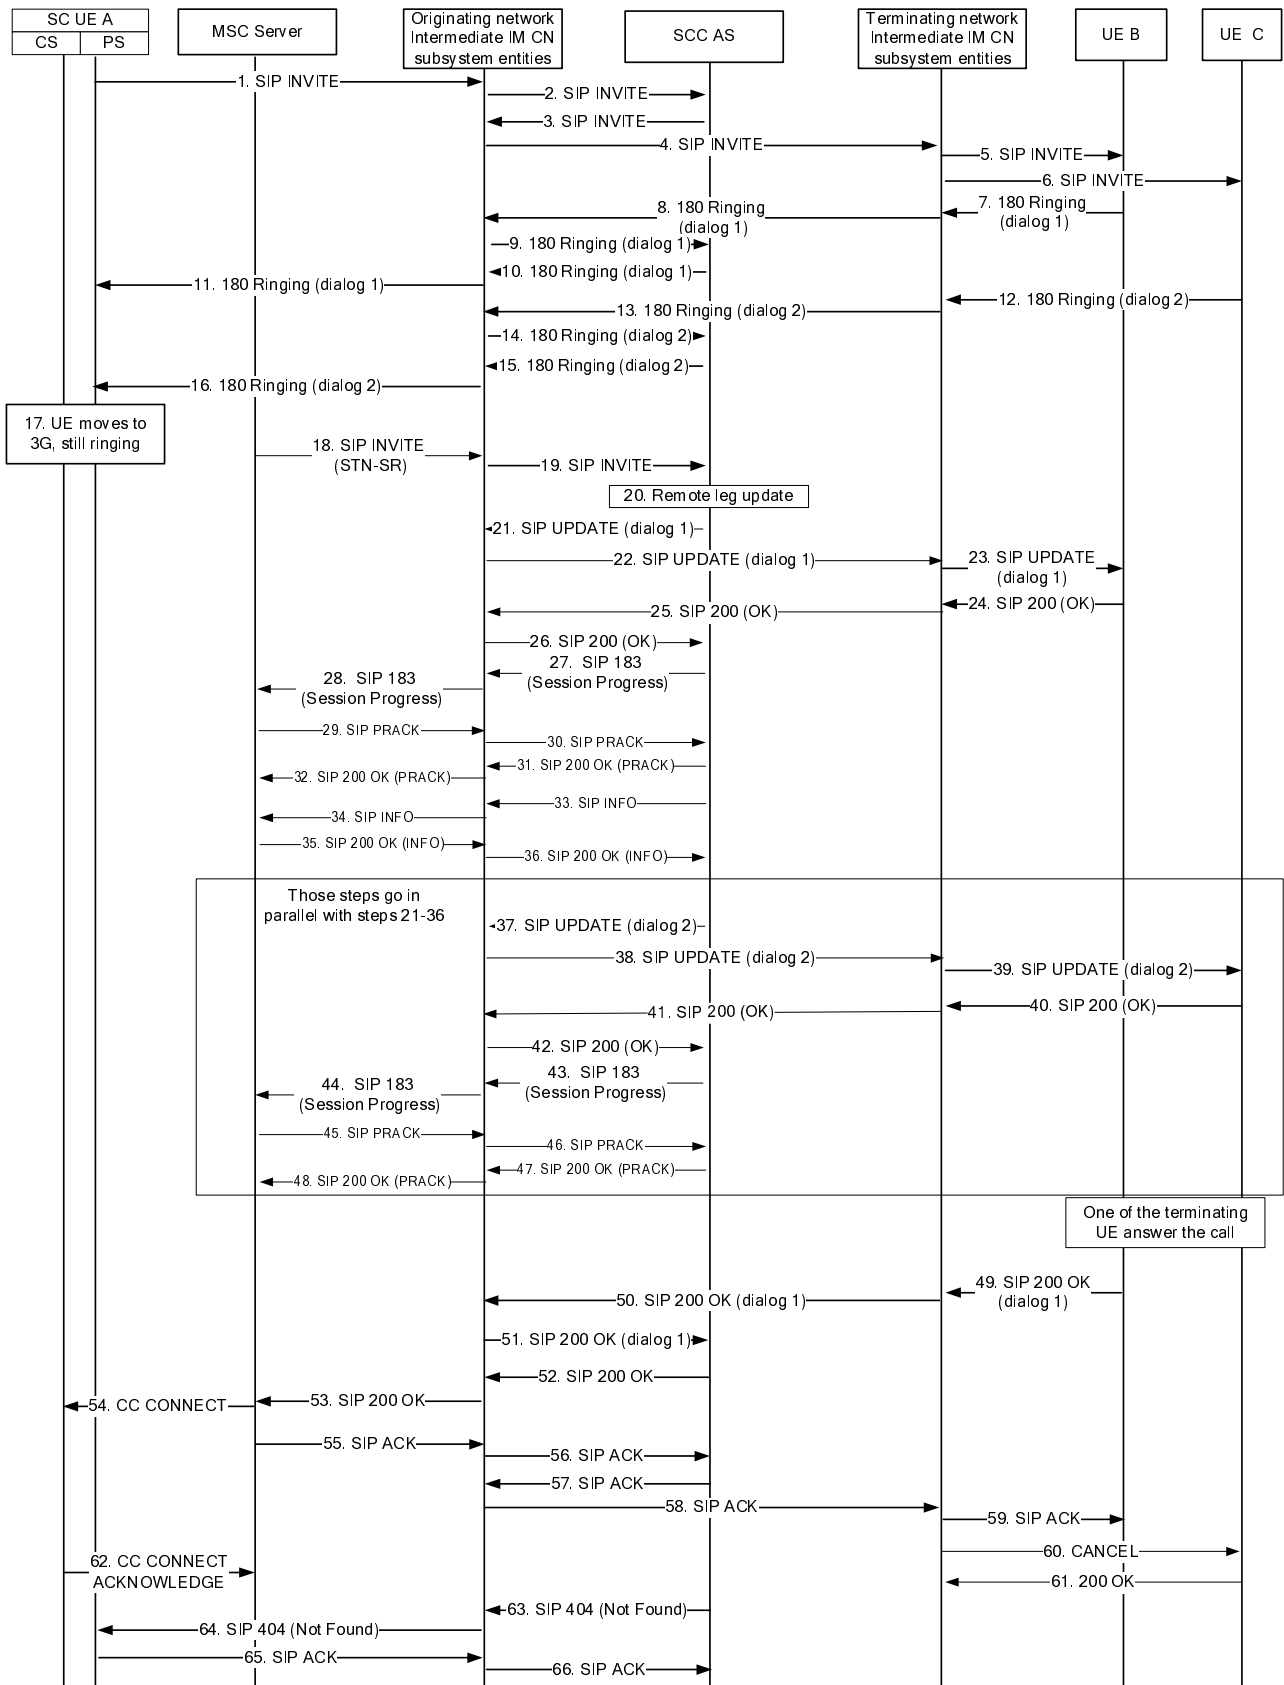 SC UE A
CS
PS
MSC Server
Originating network
Intermediate IM CN
subsystem entities
SCC AS
Terminating network
Intermediate IM CN
subsystem entities
UE B
UE C
1. SIP INVITE
2. SIP INVITE
3. SIP INVITE
4. SIP INVITE
5. SIP INVITE
6. SIP INVITE
7. 180 Ringing
(dialog 1)
8. 180 Ringing
(dialog 1)
9. 180 Ringing (dialog 1)
10. 180 Ringing (dialog 1)
11. 180 Ringing (dialog 1)
12. 180 Ringing (dialog 2)
13. 180 Ringing (dialog 2)
14. 180 Ringing (dialog 2)
15. 180 Ringing (dialog 2)
16. 180 Ringing (dialog 2)
17. UE moves to
3G, still ringing
18. SIP INVITE
(STN-SR)
19. SIP INVITE
20. Remote leg update
21. SIP UPDATE (dialog 1)
22. SIP UPDATE (dialog 1)
23. SIP UPDATE
(dialog 1)
24. SIP 200 (OK)
25. SIP 200 (OK)
26. SIP 200 (OK)
27. SIP 183
(Session Progress)
28. SIP 183
(Session Progress)
29. SIP PRACK
30. SIP PRACK
31. SIP 200 OK (PRACK)
32. SIP 200 OK (PRACK)
33. SIP INFO
34. SIP INFO
35. SIP 200 OK (INFO)
36. SIP 200 OK (INFO)
Those steps go in
parallel with steps 21-36
37. SIP UPDATE (dialog 2)
38. SIP UPDATE (dialog 2)
39. SIP UPDATE (dialog 2)
40. SIP 200 (OK)
41. SIP 200 (OK)
42. SIP 200 (OK)
43. SIP 183
(Session Progress)
44. SIP 183
(Session Progress)
45. SIP PRACK
46. SIP PRACK
47. SIP 200 OK (PRACK)
48. SIP 200 OK (PRACK)
One of the terminating
UE answer the call
49. SIP 200 OK
(dialog 1)
50. SIP 200 OK (dialog 1)
51. SIP 200 OK (dialog 1)
52. SIP 200 OK
53. SIP 200 OK
54. CC CONNECT
55. SIP ACK
56. SIP ACK
57. SIP ACK
58. SIP ACK
59. SIP ACK
60. CANCEL
61. 200 OK
62. CC CONNECT
ACKNOWLEDGE
63. SIP 404 (Not Found)
64. SIP 404 (Not Found)
65. SIP ACK
66. SIP ACK